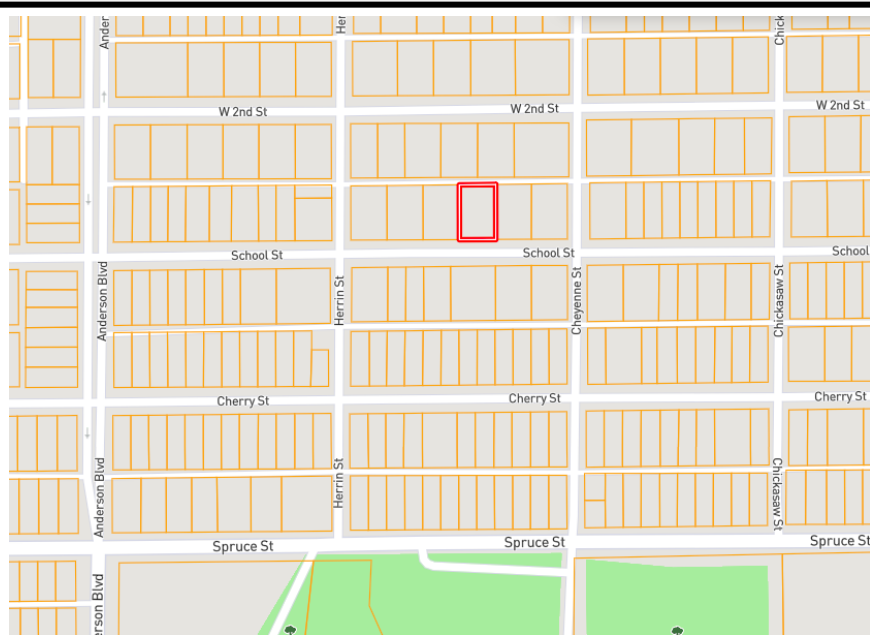 Ander
Her
Chick
W 2nd St
W 2nd St
W 2nd St
School St
School St
School
Anderson Blvd
Herrin St
Cheyenne St
Chickasaw St
Cherry St
Cherry St
Cherry St
Anderson Blvd
Herrin St
Chickasaw St
Spruce St
Spruce St
Spruce St
erson Blvd